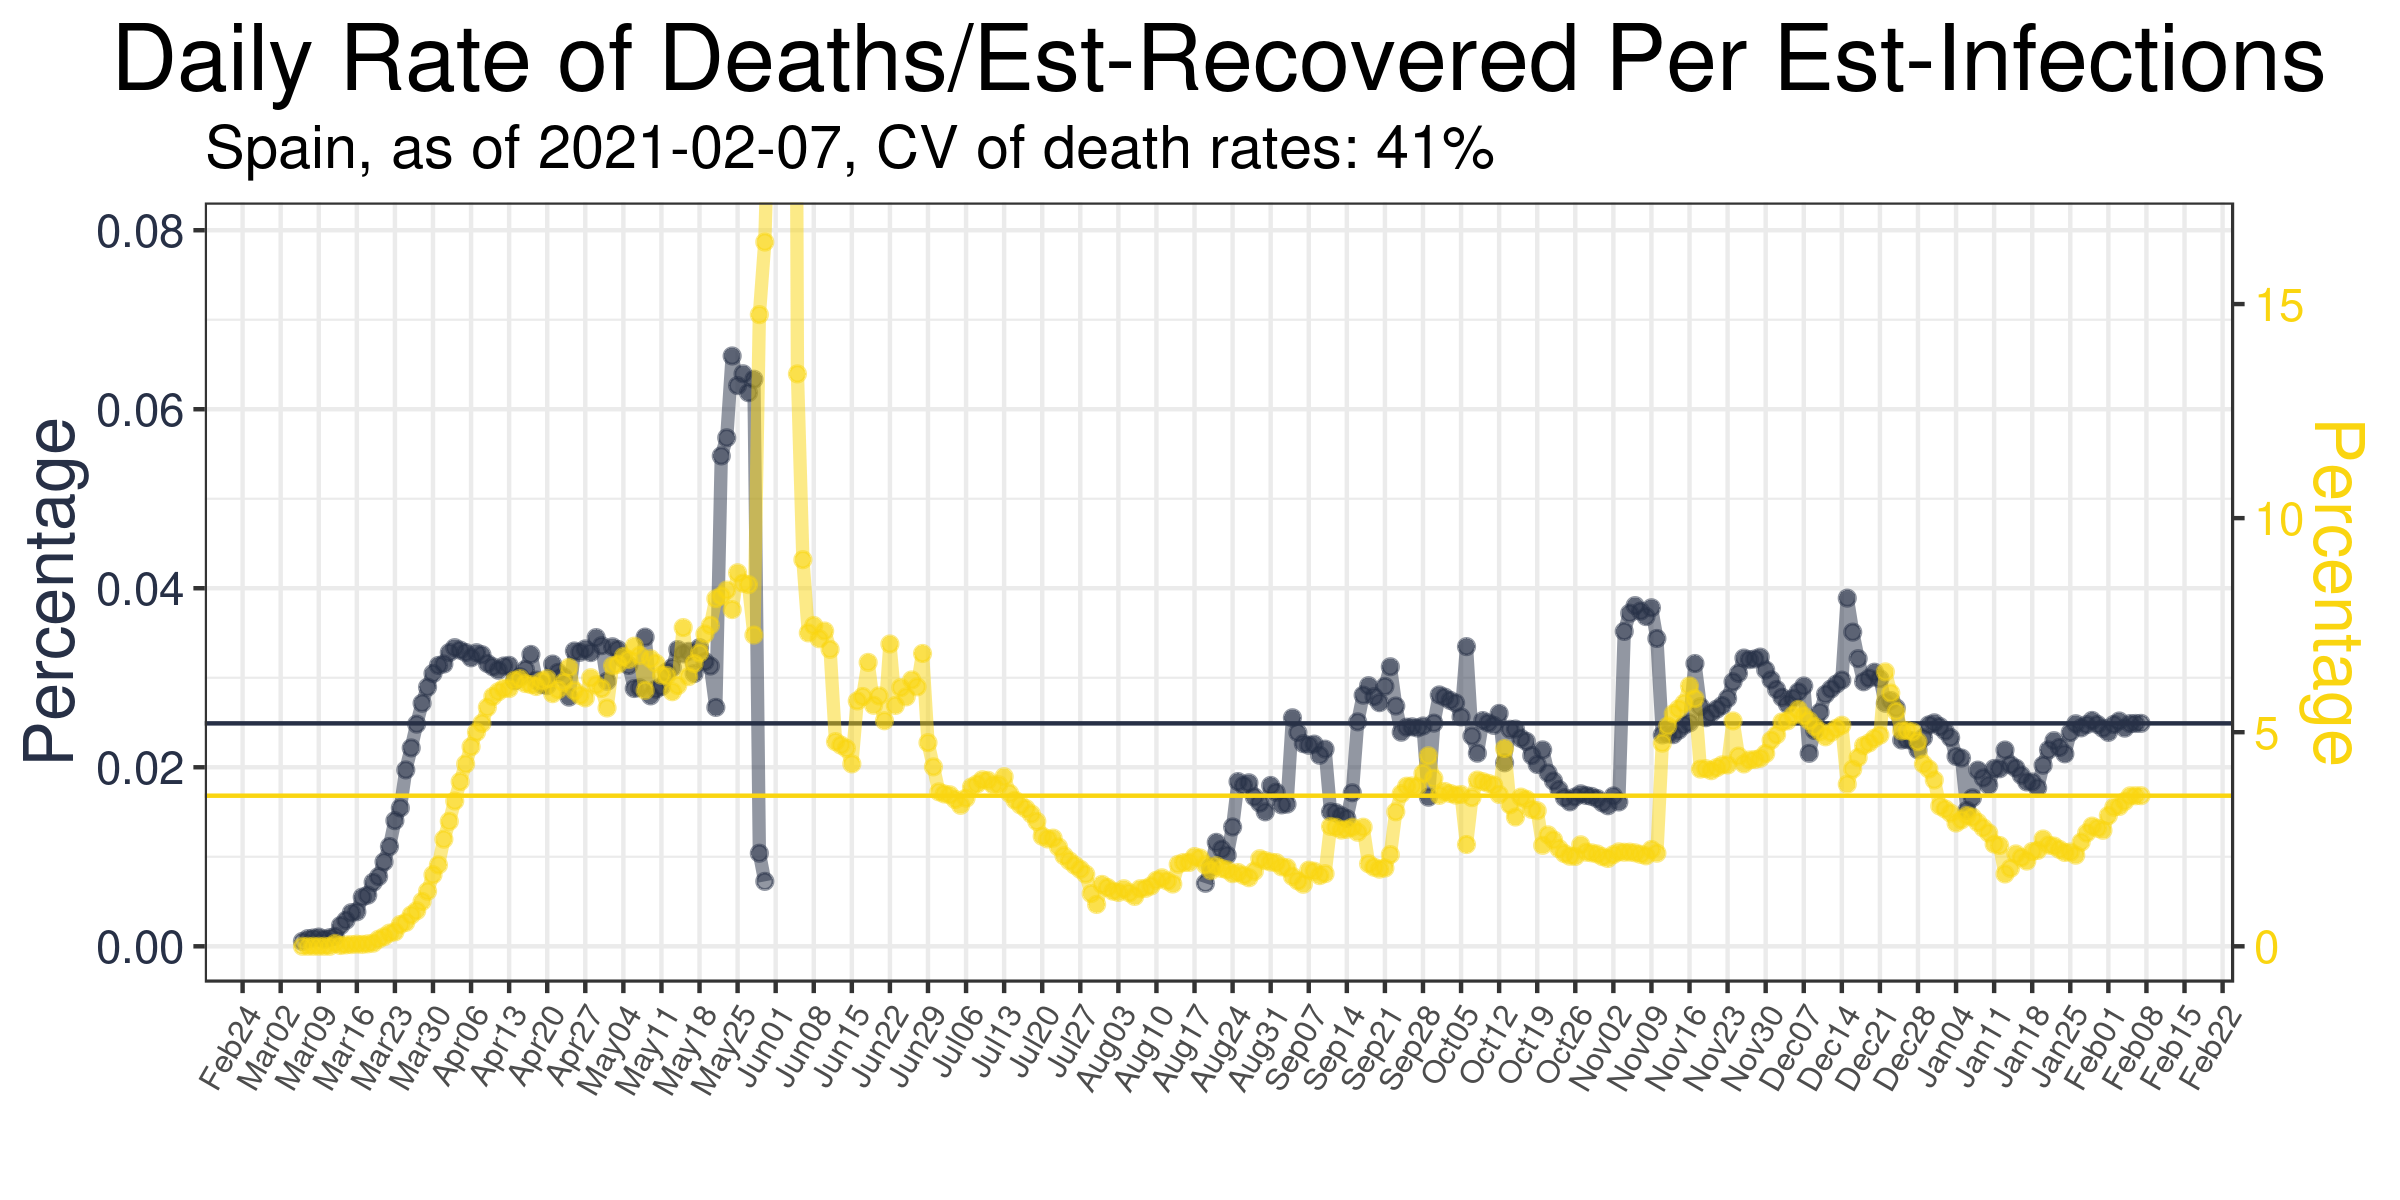 Daily Rate of Deaths/Est-Recovered Per Est-Infections
Spain, as of 2021-02-07, CV of death rates: 41%
Percentage
0.08
0.06
0.04
0.02
0.00
15
10
5
0
Percentage
Feb24
Mar02
Mar09
Mar16
Mar23
Mar30
Apr06
Apr13
Apr20
Apr27
May04
May11
May18
May25
Jun01
Jun08
Jun15
Jun22
Jun29
Jul06
Jul13
Jul20
Jul27
Aug03
Aug10
Aug17
Aug24
Aug31
Sep07
Sep14
Sep21
Sep28
Oct05
Oct12
Oct19
Oct26
Nov02
Nov09
Nov16
Nov23
Nov30
Dec07
Dec14
Dec21
Dec28
Jan04
Jan11
Jan18
Jan25
Feb01
Feb08
Feb15
Feb22